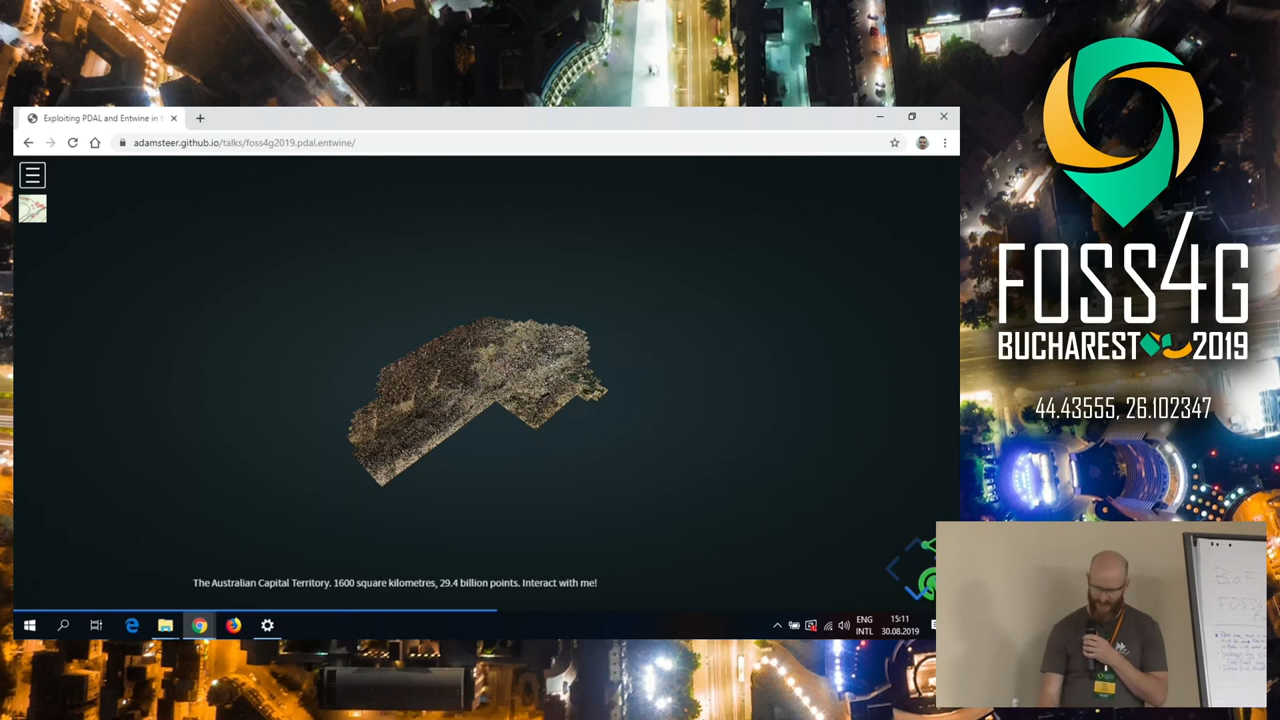 Exploiting PDAL and Entwine in t
adamsteer.github.io/talks/foss4g2019.pdal.entwine/
The Australian Capital Territory. 1600 square kilometres, 29.4 billion points. Interact with me!
ENG
INTL
15:11
30.08.2019
FOSS4G
BUCHAREST 2019
44.43555, 26.102347
BoF